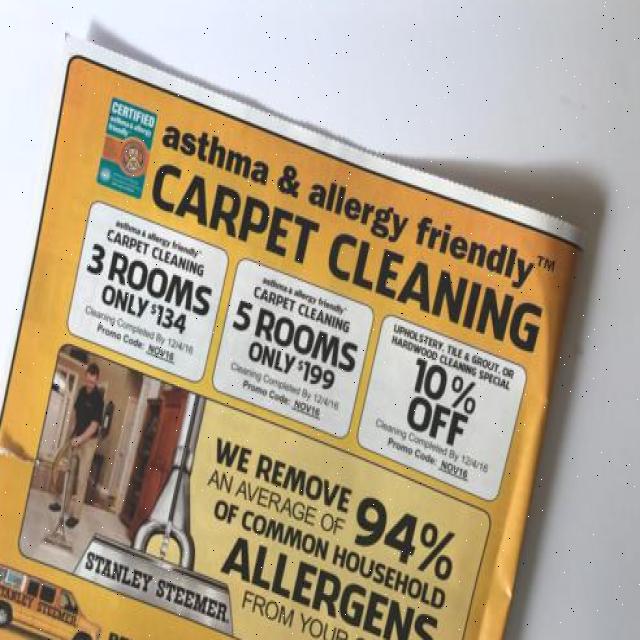 CERTIFIED
asthma & allergy
friendly
asthma & allergy friendly™
CARPET CLEANING
asthma & allergy friendly™
CARPET CLEANING
3 ROOMS
ONLY $134
Cleaning Completed By 12/4/16
Promo Code: NOV16
asthma & allergy friendly™
CARPET CLEANING
5 ROOMS
ONLY $199
Cleaning Completed By 12/4/16
Promo Code: NOV16
UPHOLSTERY, TILE & GROUT, OR
HARDWOOD CLEANING SPECIAL
10% OFF
Cleaning Completed By 12/4/16
Promo Code: NOV16
WE REMOVE
AN AVERAGE OF 94%
OF COMMON HOUSEHOLD
ALLERGENS
FROM YOUR
STANLEY STEEMER
STANLEY STEEMER